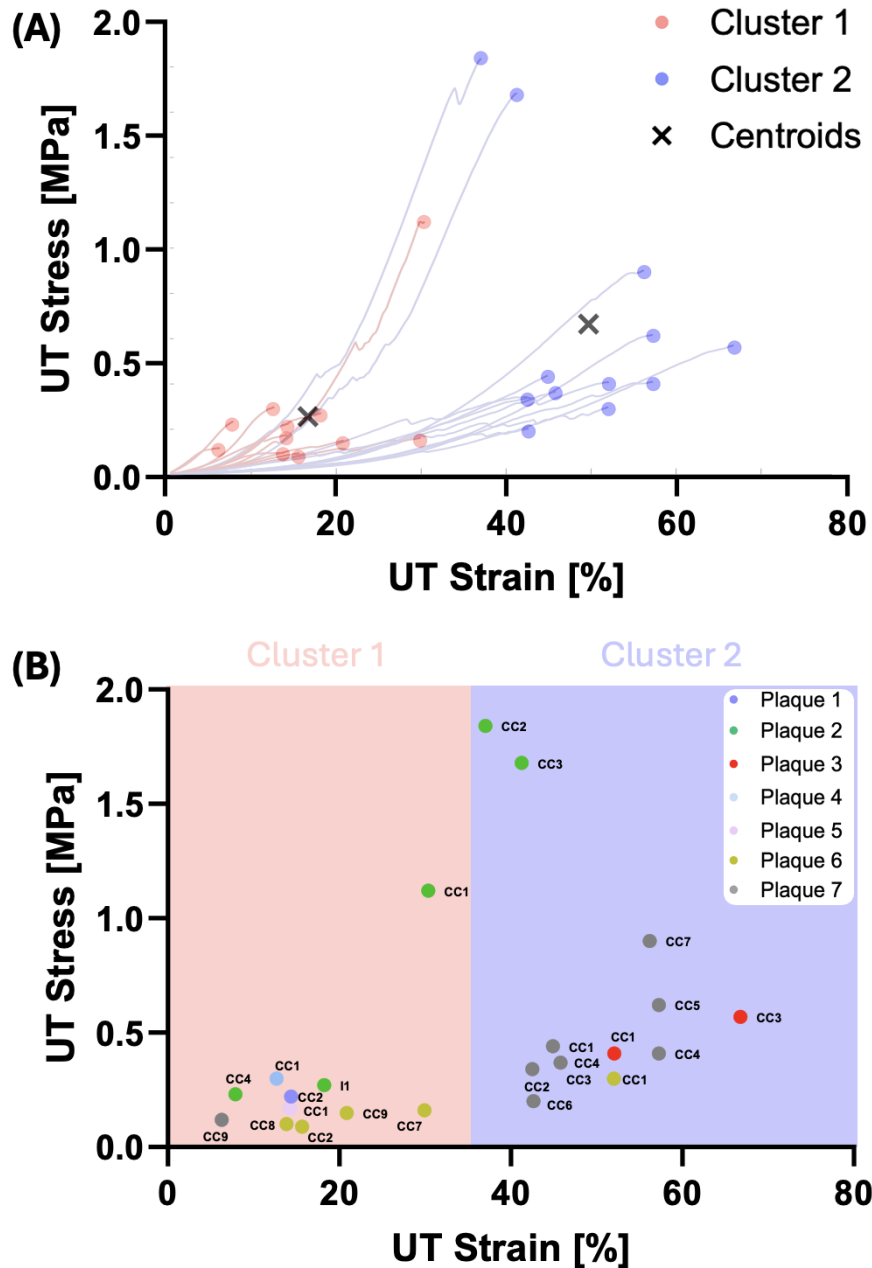 (A)
Cluster 1
Cluster 2
Centroids
UT Stress [MPa]
2.0
1.5
1.0
0.5
0.0
0 20 40 60 80
UT Strain [%]
(B)
Cluster 1 Cluster 2
UT Stress [MPa]
2.0
1.5
1.0
0.5
0.0
Plaque 1
Plaque 2
Plaque 3
Plaque 4
Plaque 5
Plaque 6
Plaque 7
CC2
CC3
CC1
CC7
CC5
CC3
CC1 CC1
CC4
CC4
CC2 CC3 CC1
CC6
CC1
CC4 I1
CC2
CC1
CC9 CC8 CC2 CC9 CC7
0 20 40 60 80
UT Strain [%]